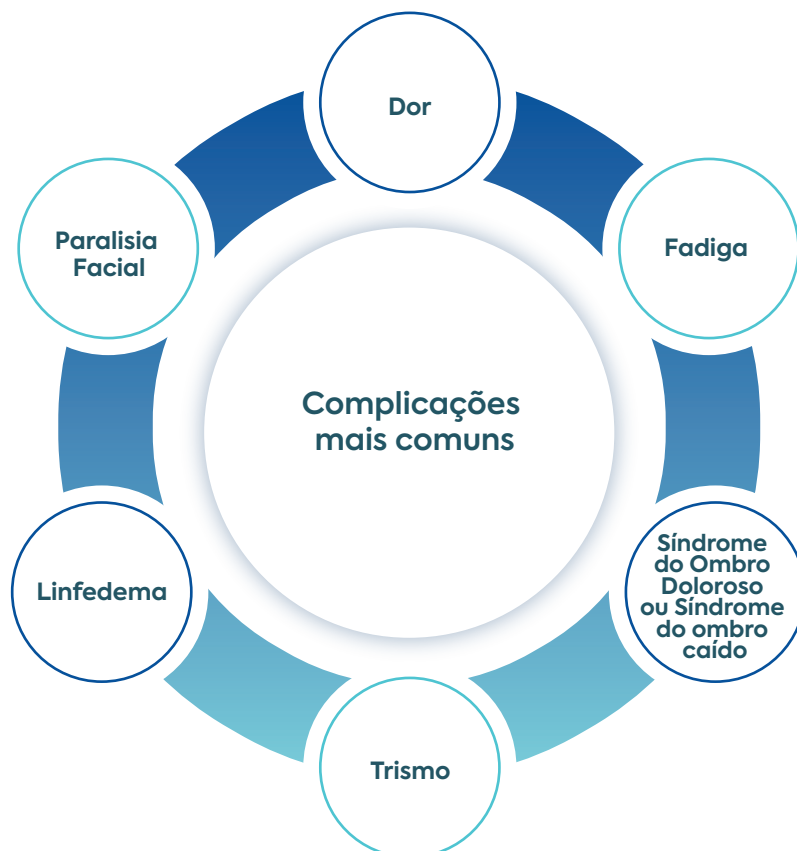 Dor
Paralisia
Facial
Fadiga
Complicações
mais comuns
Linfedema
Síndrome
do Ombro
Doloroso
ou Síndrome
do ombro
caído
Trismo